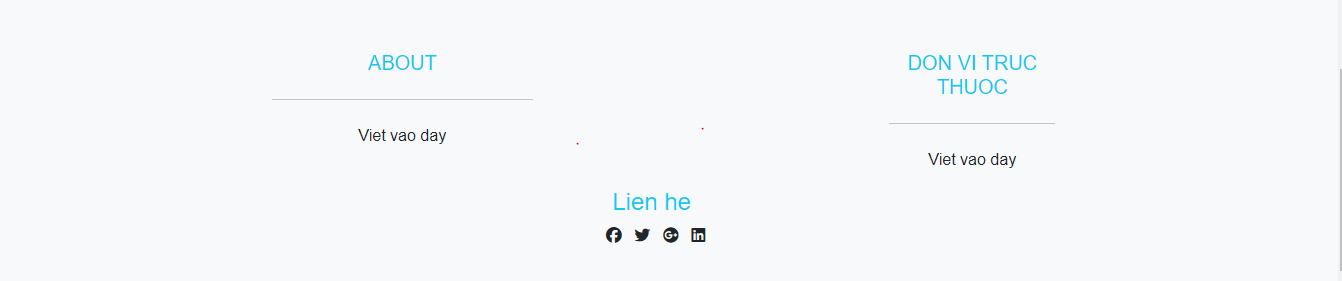 ABOUT
Viet vao day
DON VI TRUC
THUOC
Viet vao day
Lien he